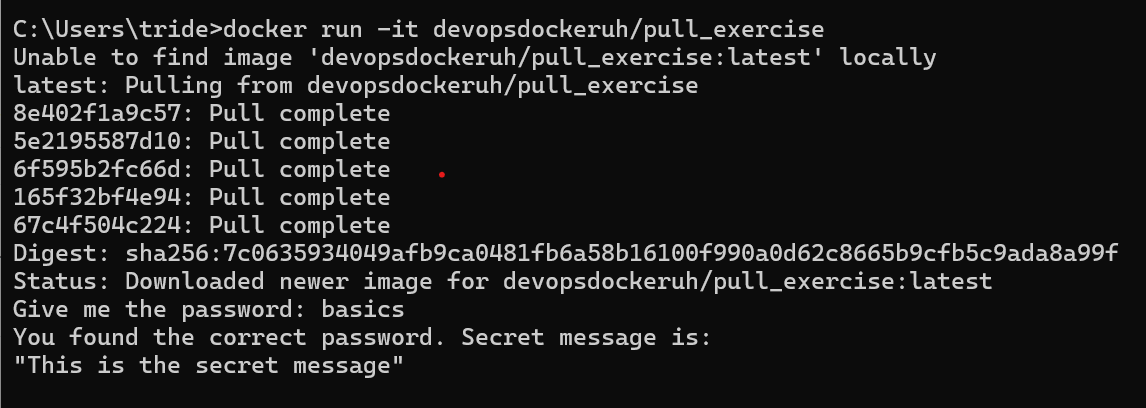 C:\Users\tride>docker run -it devopsdockeruh/pull_exercise
Unable to find image 'devopsdockeruh/pull_exercise:latest' locally
latest: Pulling from devopsdockeruh/pull_exercise
8e402f1a9c57: Pull complete
5e2195587d10: Pull complete
6f595b2fc66d: Pull complete
165f32bf4e94: Pull complete
67c4f504c224: Pull complete
Digest: sha256:7c0635934049afb9ca0481fb6a58b16100f990a0d62c8665b9cfb5c9ada8a99f
Status: Downloaded newer image for devopsdockeruh/pull_exercise:latest
Give me the password: basics
You found the correct password. Secret message is:
"This is the secret message"